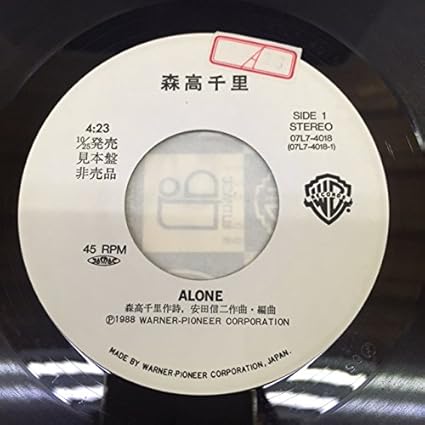 森高千里
4:23
10/25発売
見本盤
非売品
SIDE 1
STEREO
07L7-4018
(07L7-4018-1)
RECORDS
45 RPM
ALONE
森高千里作詩，安田信二作曲・編曲
Ⓟ1988 WARNER-PIONEER CORPORATION
MADE BY WARNER-PIONEER CORPORATION, JAPAN.